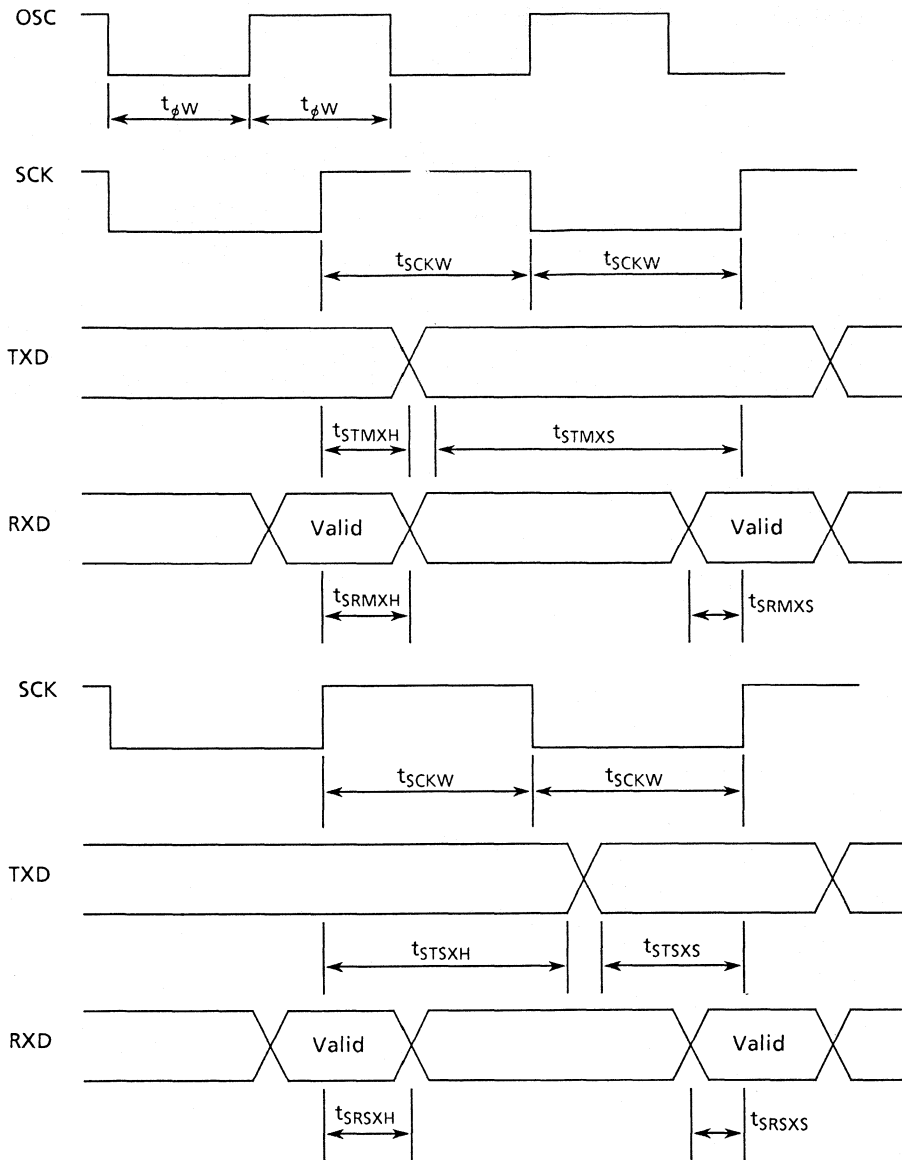 OSC
tφW tφW
SCK
tSCKW tSCKW
TXD
tSTMXH tSTMXS
RXD Valid Valid
tSRMXH tSRMXS
SCK
tSCKW tSCKW
TXD
tSTSXH tSTSXS
RXD Valid Valid
tSRSXH tSRSXS